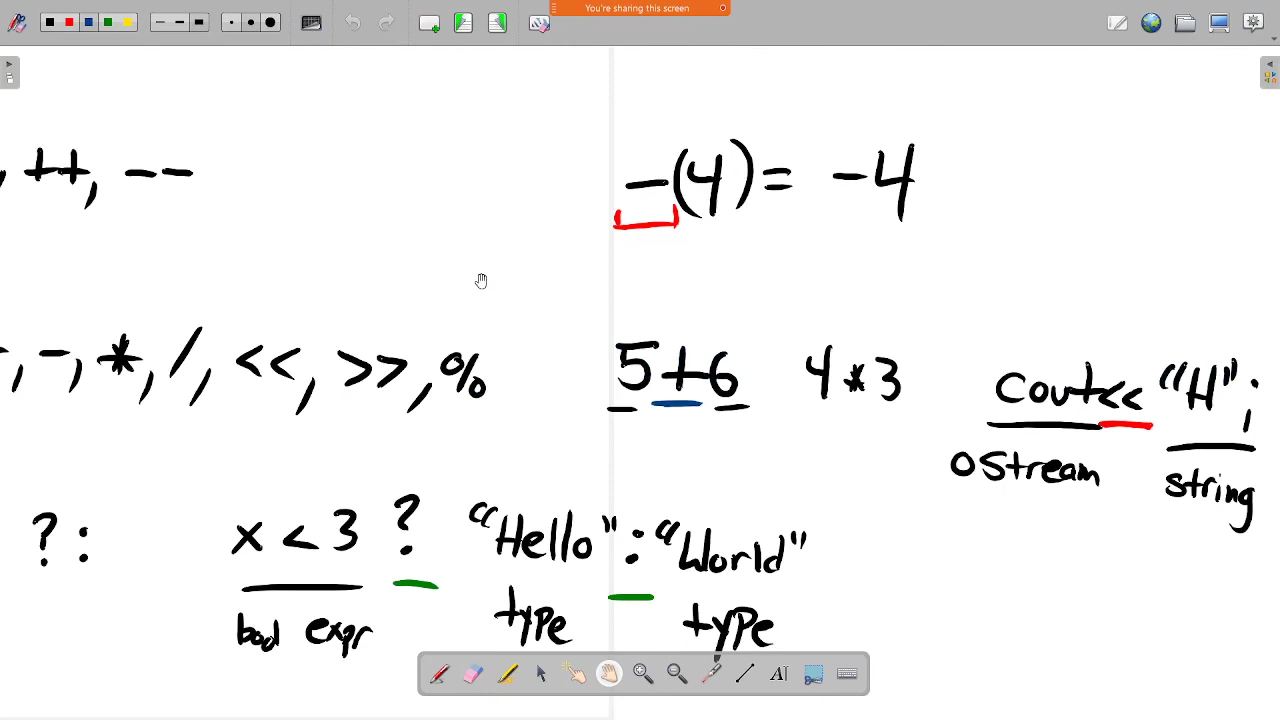 You're sharing this screen
, ++, --
-(4) = -4
, -, *, /, <<, >>, %
5+6 4*3 cout<< "H";
ostream string
?: x < 3 ? "Hello" : "World"
bool expr type type
AI